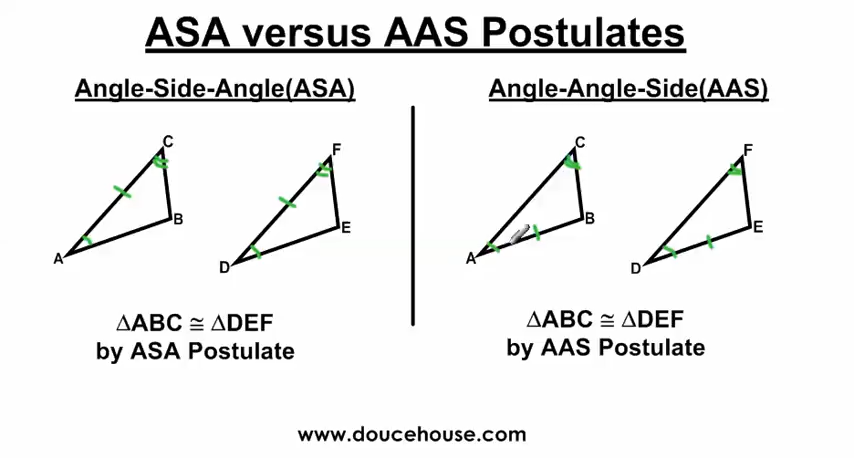 ASA versus AAS Postulates
Angle-Side-Angle(ASA)
C
F
B
E
A
D
∆ABC ≅ ∆DEF
by ASA Postulate
Angle-Angle-Side(AAS)
C
F
B
E
A
D
∆ABC ≅ ∆DEF
by AAS Postulate
www.doucehouse.com